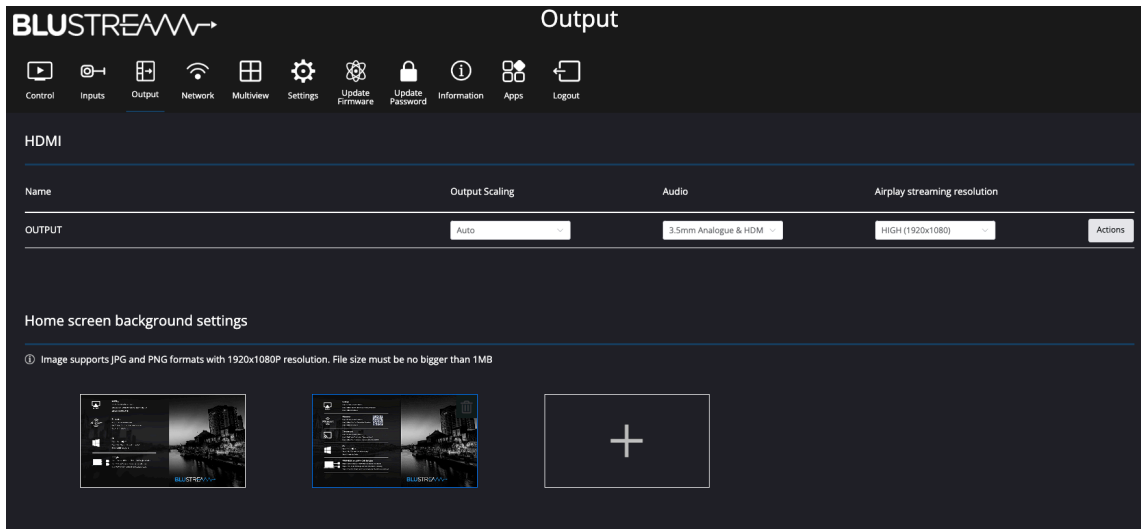 BLUSTREAM
Output
Control
Inputs
Output
Network
Multiview
Settings
Update
Firmware
Update
Password
Information
Apps
Logout
HDMI
Name
Output Scaling
Audio
Airplay streaming resolution
OUTPUT
Auto
3.5mm Analogue & HDM
HIGH (1920x1080)
Actions
Home screen background settings
Image supports JPG and PNG formats with 1920x1080P resolution. File size must be no bigger than 1MB
BLUSTREAM
BLUSTREAM